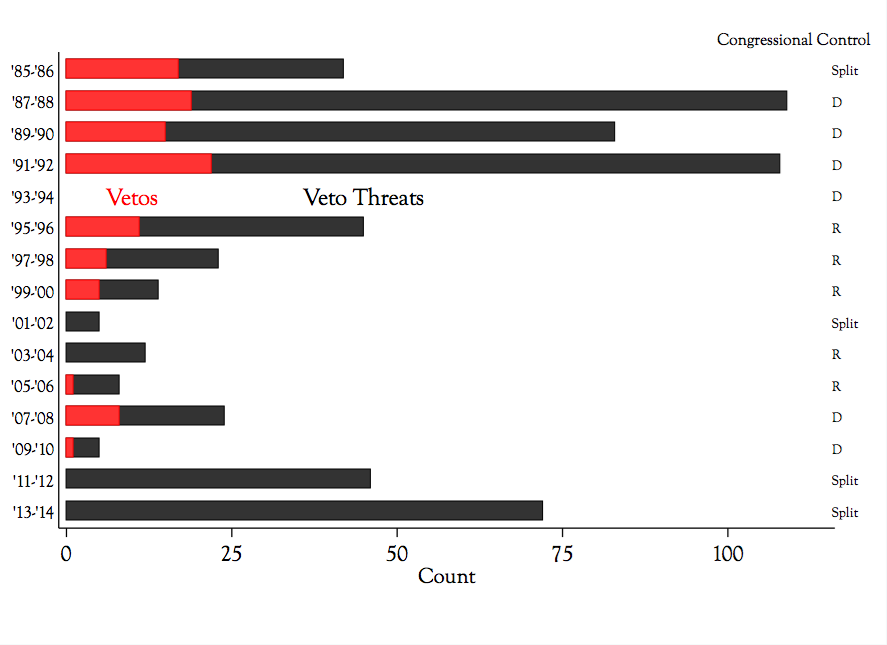 Congressional Control
'85-'86 Split
'87-'88 D
'89-'90 D
'91-'92 D
'93-'94 Vetos Veto Threats D
'95-'96 R
'97-'98 R
'99-'00 R
'01-'02 Split
'03-'04 R
'05-'06 R
'07-'08 D
'09-'10 D
'11-'12 Split
'13-'14 Split
0 25 50 75 100
Count